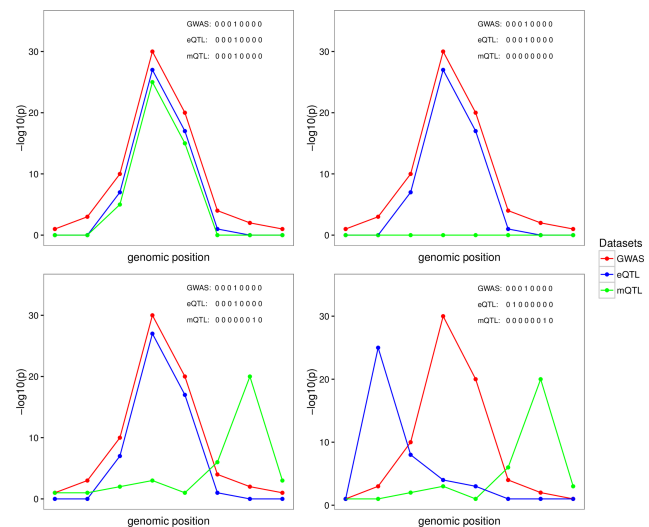 GWAS: 0 0 0 1 0 0 0 0
eQTL: 0 0 0 1 0 0 0 0
mQTL: 0 0 0 1 0 0 0 0
30
20
10
0
−log10(p)
genomic position
GWAS: 0 0 0 1 0 0 0 0
eQTL: 0 0 0 1 0 0 0 0
mQTL: 0 0 0 0 0 0 0 0
30
20
10
0
−log10(p)
genomic position
Datasets
GWAS
eQTL
mQTL
GWAS: 0 0 0 1 0 0 0 0
eQTL: 0 0 0 1 0 0 0 0
mQTL: 0 0 0 0 0 0 1 0
30
20
10
0
−log10(p)
genomic position
GWAS: 0 0 0 1 0 0 0 0
eQTL: 0 1 0 0 0 0 0 0
mQTL: 0 0 0 0 0 0 1 0
30
20
10
0
−log10(p)
genomic position